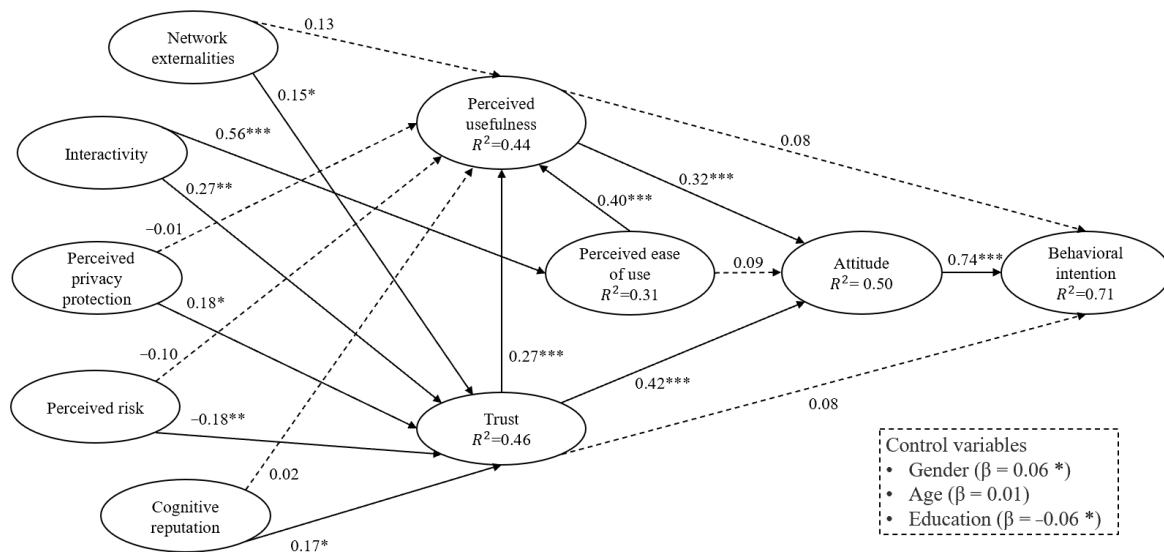 0.13
Network
externalities
0.15*
Perceived
usefulness
R²=0.44
0.56***
Interactivity
0.08
0.27**
0.32***
0.40***
−0.01
Perceived
privacy
protection
Perceived ease
of use
R²=0.31
0.09
Attitude
R²= 0.50
0.74***
Behavioral
intention
R²=0.71
0.18*
−0.10
0.27***
0.42***
Perceived risk
−0.18**
Trust
R²=0.46
0.08
0.02
Cognitive
reputation
0.17*
Control variables
• Gender (β = 0.06 *)
• Age (β = 0.01)
• Education (β = −0.06 *)